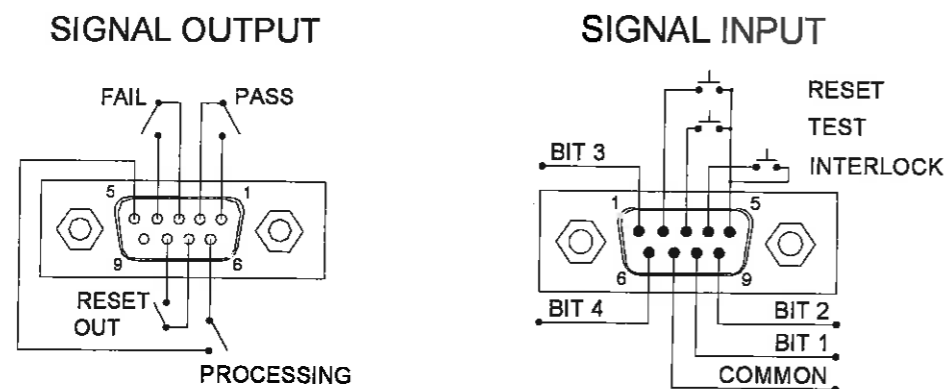 SIGNAL OUTPUT
FAIL
PASS
5
1
9
6
RESET
OUT
PROCESSING
SIGNAL INPUT
RESET
TEST
INTERLOCK
BIT 3
1
5
6
9
BIT 4
BIT 2
BIT 1
COMMON